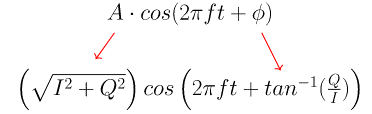 A · cos(2πft + ϕ)
(√(I² + Q²)) cos (2πft + tan⁻¹(Q/I))